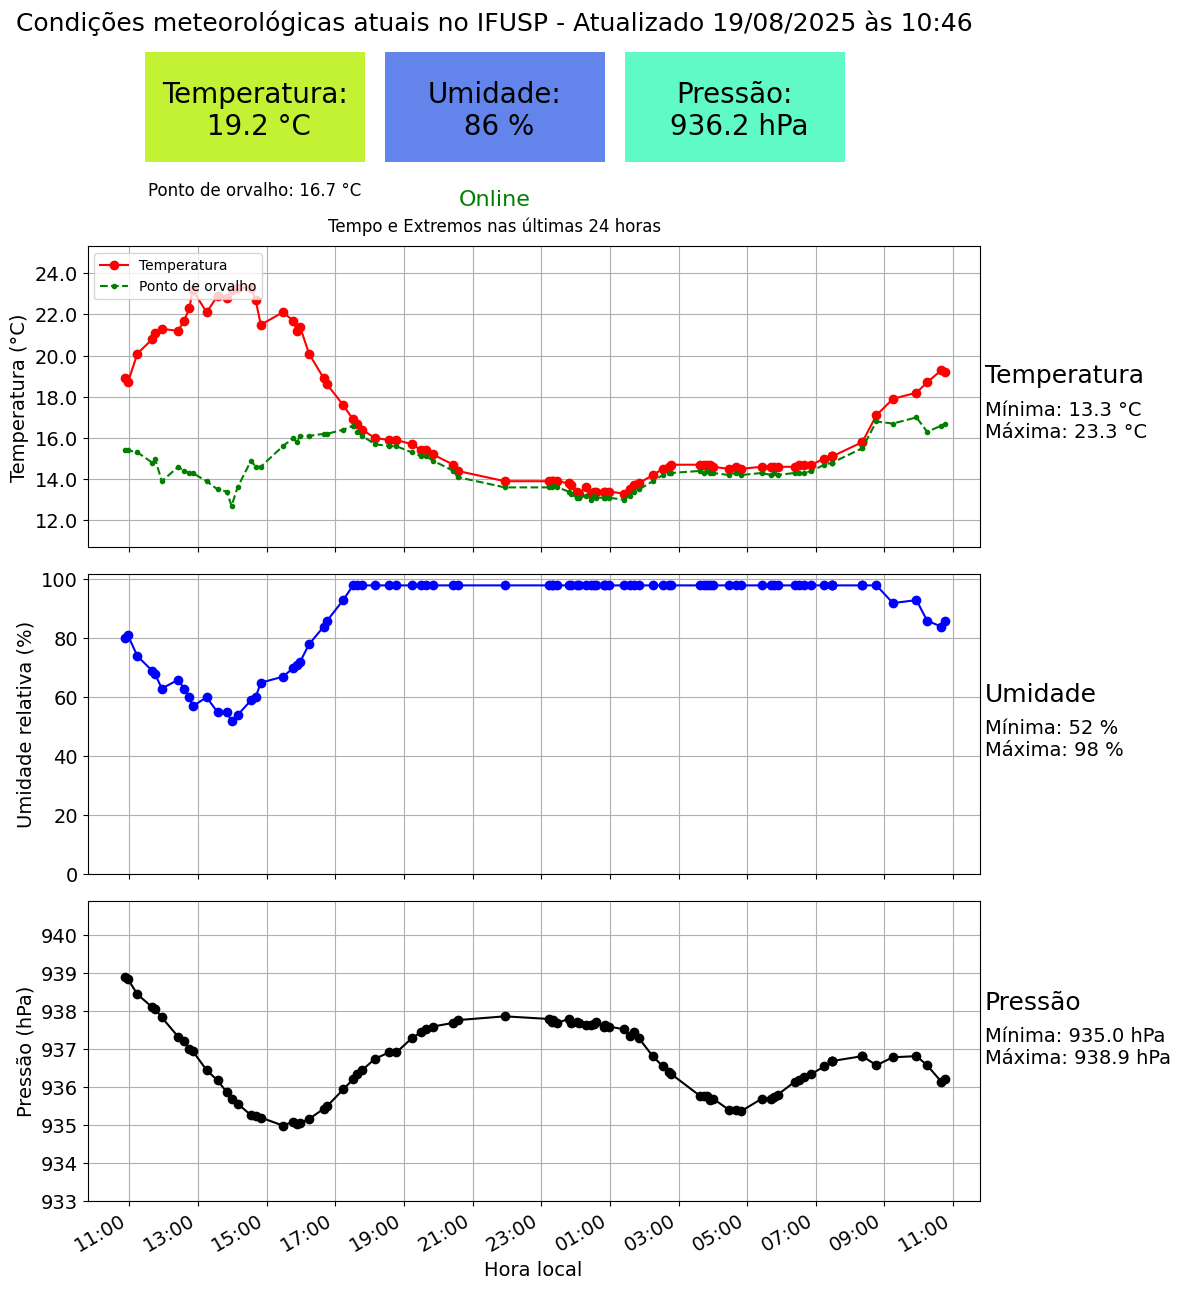 Condições meteorológicas atuais no IFUSP - Atualizado 19/08/2025 às 10:46
Temperatura:
19.2 °C
Umidade:
86 %
Pressão:
936.2 hPa
Ponto de orvalho: 16.7 °C
Online
Tempo e Extremos nas últimas 24 horas
Temperatura
Ponto de orvalho
Temperatura (°C)
24.0
22.0
20.0
18.0
16.0
14.0
12.0
Temperatura
Mínima: 13.3 °C
Máxima: 23.3 °C
Umidade relativa (%)
100
80
60
40
20
0
Umidade
Mínima: 52 %
Máxima: 98 %
Pressão (hPa)
940
939
938
937
936
935
934
933
Pressão
Mínima: 935.0 hPa
Máxima: 938.9 hPa
11:00
13:00
15:00
17:00
19:00
21:00
23:00
01:00
03:00
05:00
07:00
09:00
11:00
Hora local